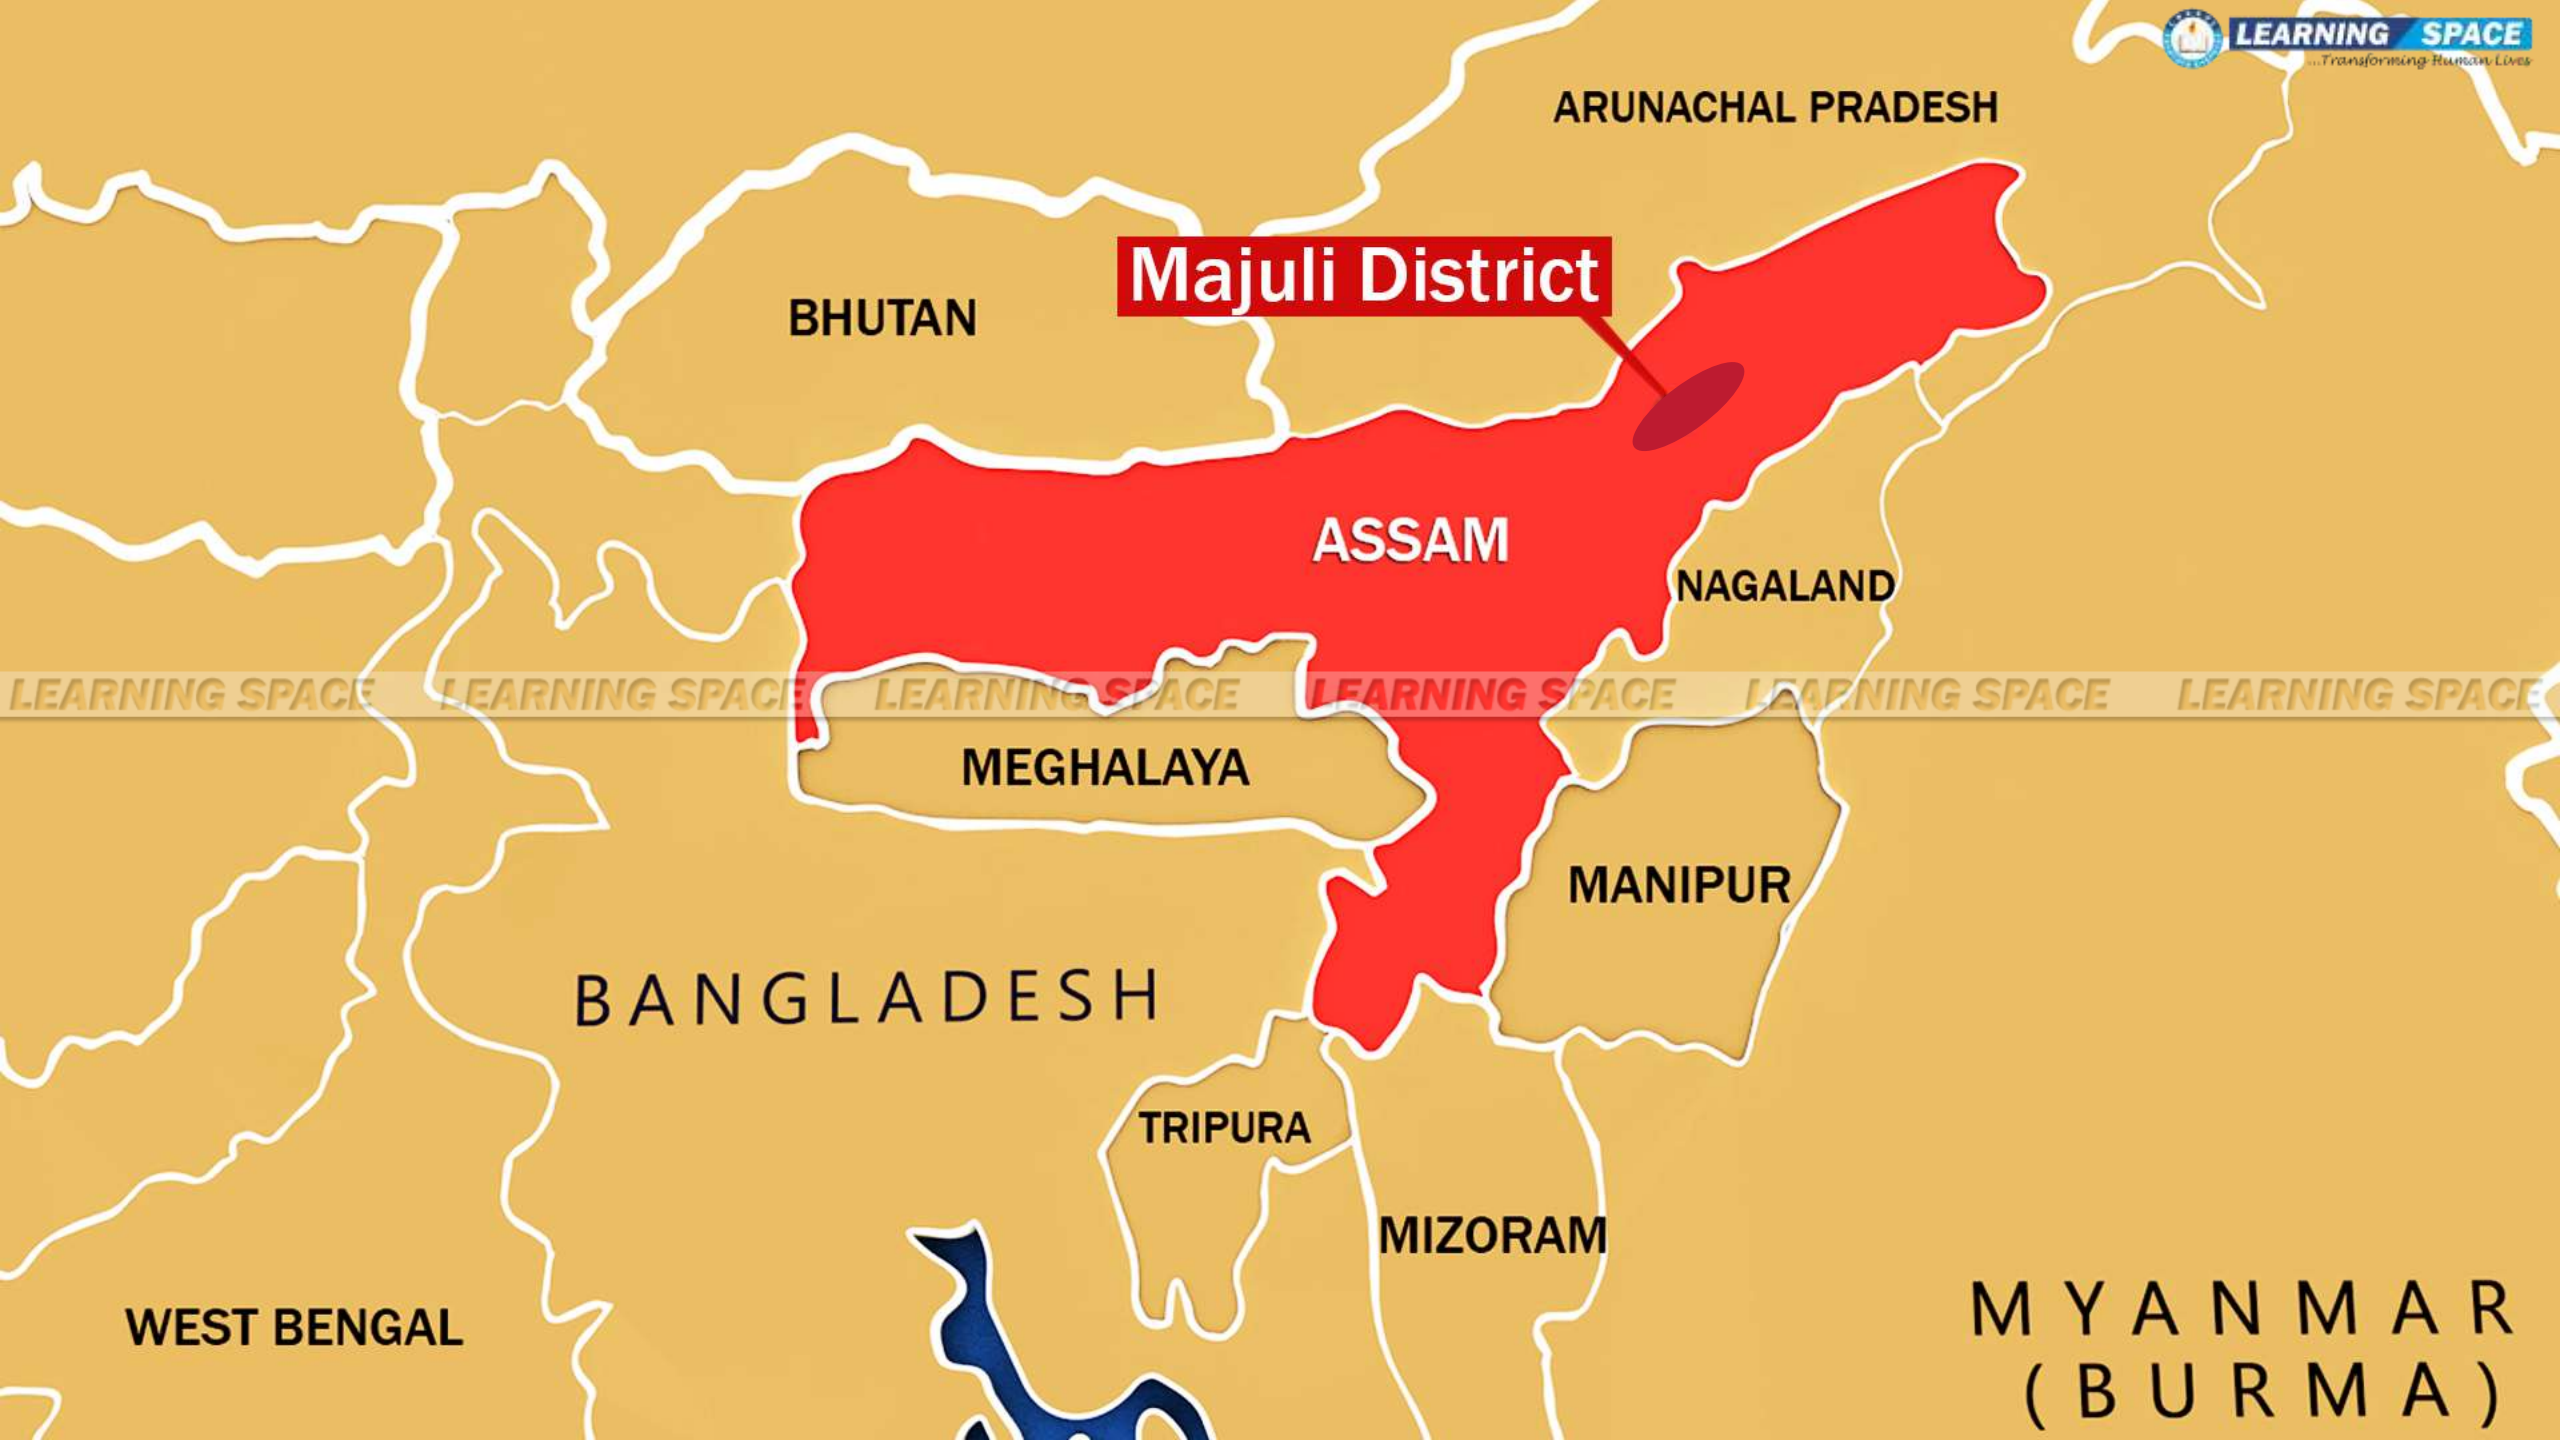 LEARNING SPACE
...Transforming Human Lives
ARUNACHAL PRADESH
Majuli District
BHUTAN
ASSAM
NAGALAND
LEARNING SPACE LEARNING SPACE LEARNING SPACE LEARNING SPACE LEARNING SPACE LEARNING SPACE
MEGHALAYA
MANIPUR
BANGLADESH
TRIPURA
MIZORAM
WEST BENGAL
MYANMAR
(BURMA)